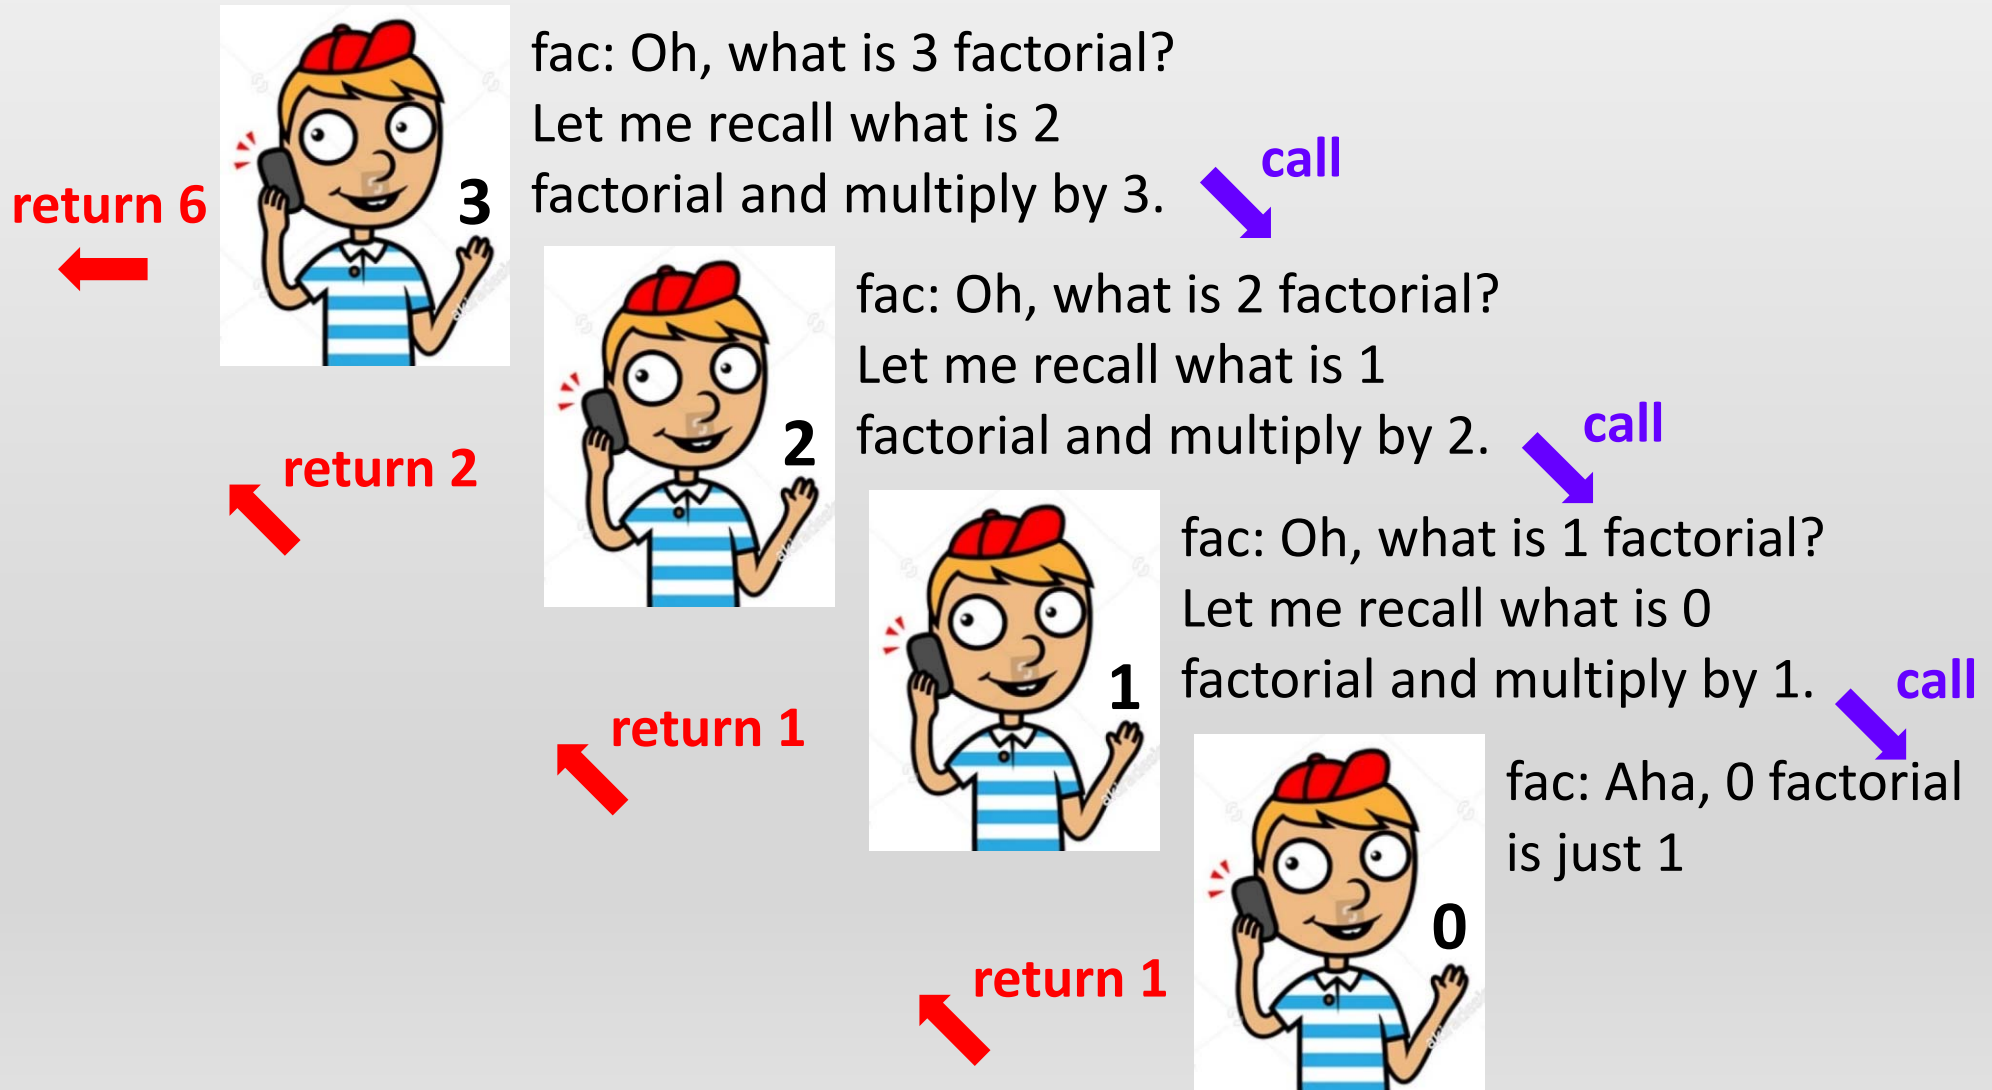 fac: Oh, what is 3 factorial?
Let me recall what is 2
factorial and multiply by 3.
call
return 6
3
fac: Oh, what is 2 factorial?
Let me recall what is 1
factorial and multiply by 2.
call
return 2
2
fac: Oh, what is 1 factorial?
Let me recall what is 0
factorial and multiply by 1.
call
return 1
1
fac: Aha, 0 factorial
is just 1
0
return 1